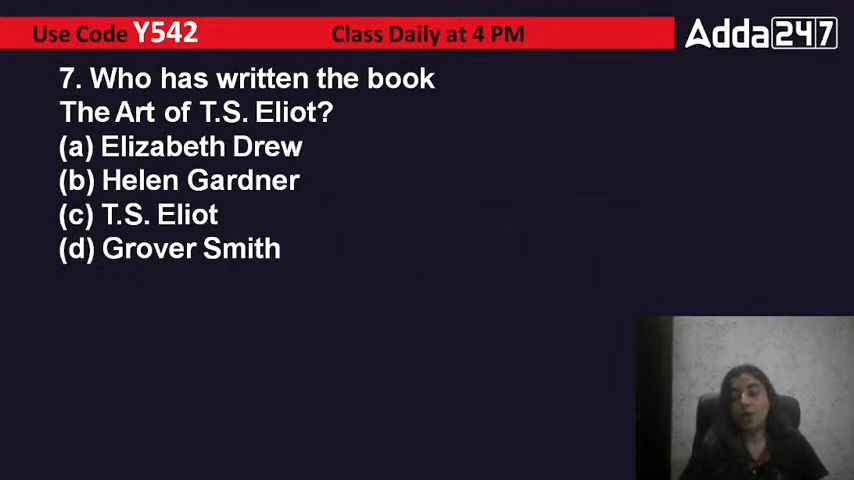 Use Code Y542 Class Daily at 4 PM Adda247
7. Who has written the book
The Art of T.S. Eliot?
(a) Elizabeth Drew
(b) Helen Gardner
(c) T.S. Eliot
(d) Grover Smith